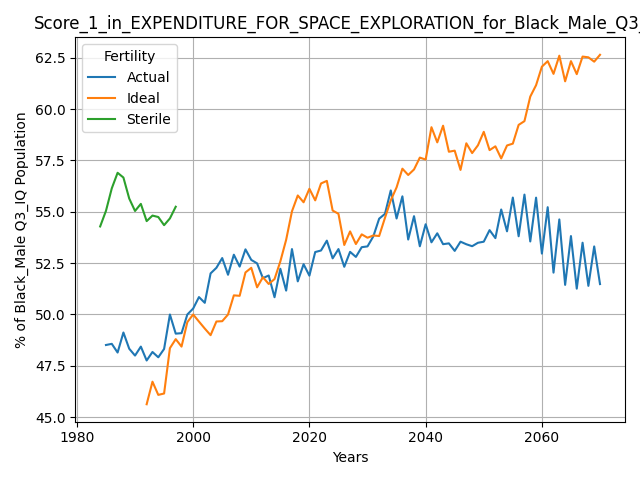 Score_1_in_EXPENDITURE_FOR_SPACE_EXPLORATION_for_Black_Male_Q3_
Fertility
Actual
Ideal
Sterile
62.5
60.0
57.5
55.0
52.5
50.0
47.5
45.0
% of Black_Male Q3_IQ Population
1980 2000 2020 2040 2060
Years